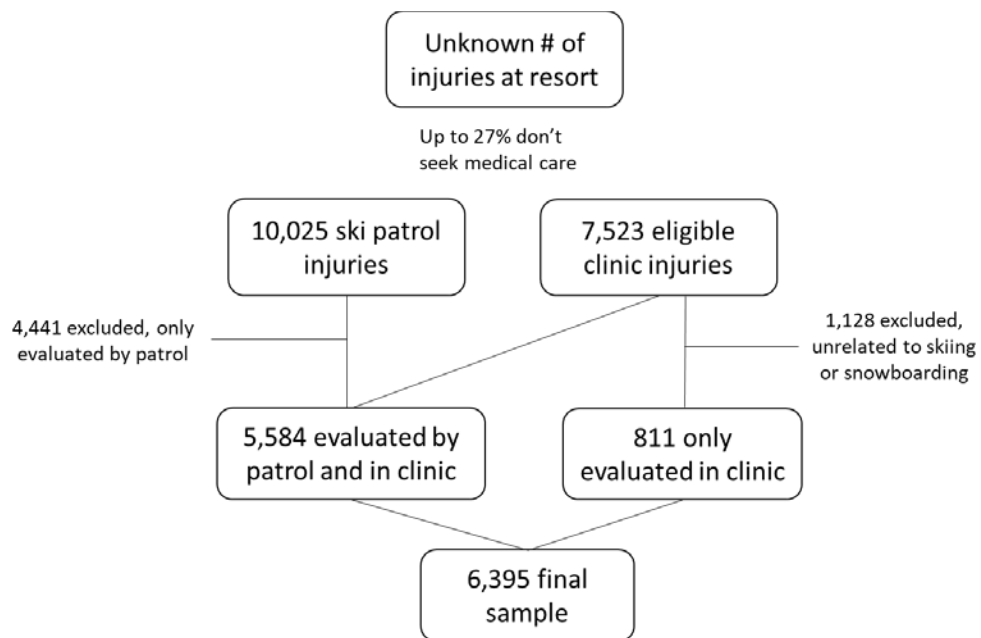 Unknown # of
injuries at resort
Up to 27% don't
seek medical care
10,025 ski patrol
injuries
7,523 eligible
clinic injuries
4,441 excluded, only
evaluated by patrol
1,128 excluded,
unrelated to skiing
or snowboarding
5,584 evaluated by
patrol and in clinic
811 only
evaluated in clinic
6,395 final
sample